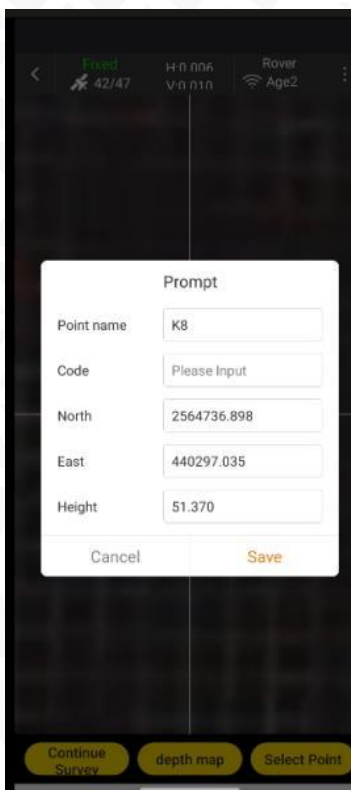 Fixed
42/47
H:0.006
V:0.010
Rover
Age2
Prompt
Point name
K8
Code
Please Input
North
2564736.898
East
440297.035
Height
51.370
Cancel
Save
Continue
Survey
depth map
Select Point